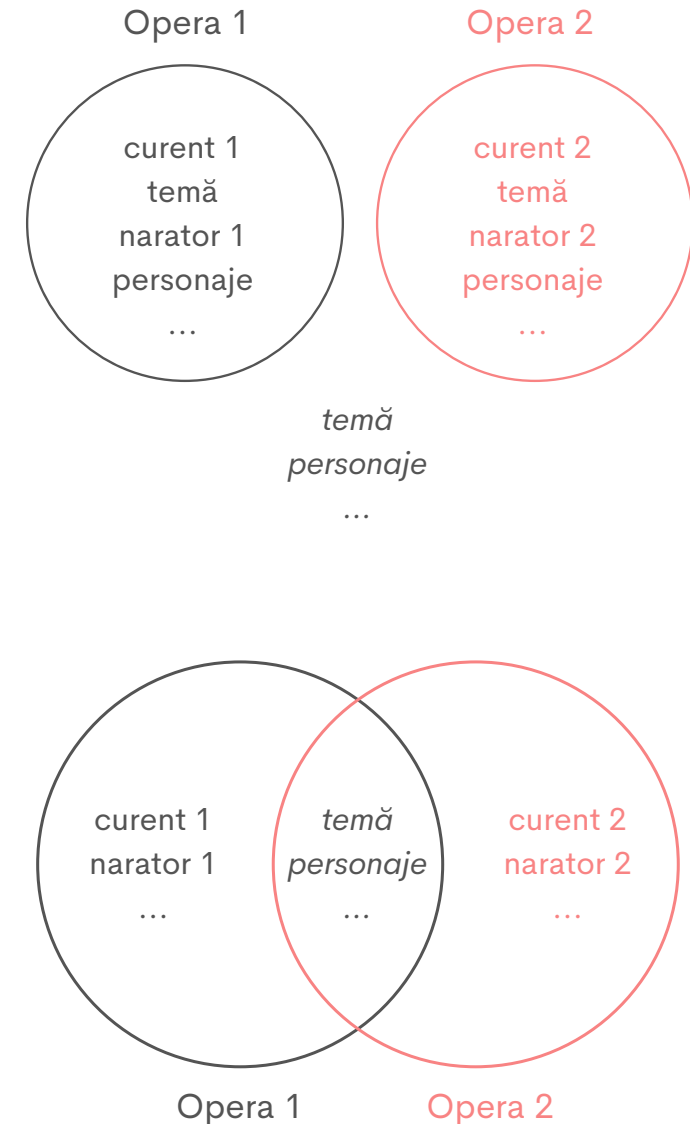 Opera 1
Opera 2
curent 1
temă
narator 1
personaje
...
curent 2
temă
narator 2
personaje
...
temă
personaje
...
curent 1
narator 1
...
temă
personaje
...
curent 2
narator 2
...
Opera 1
Opera 2